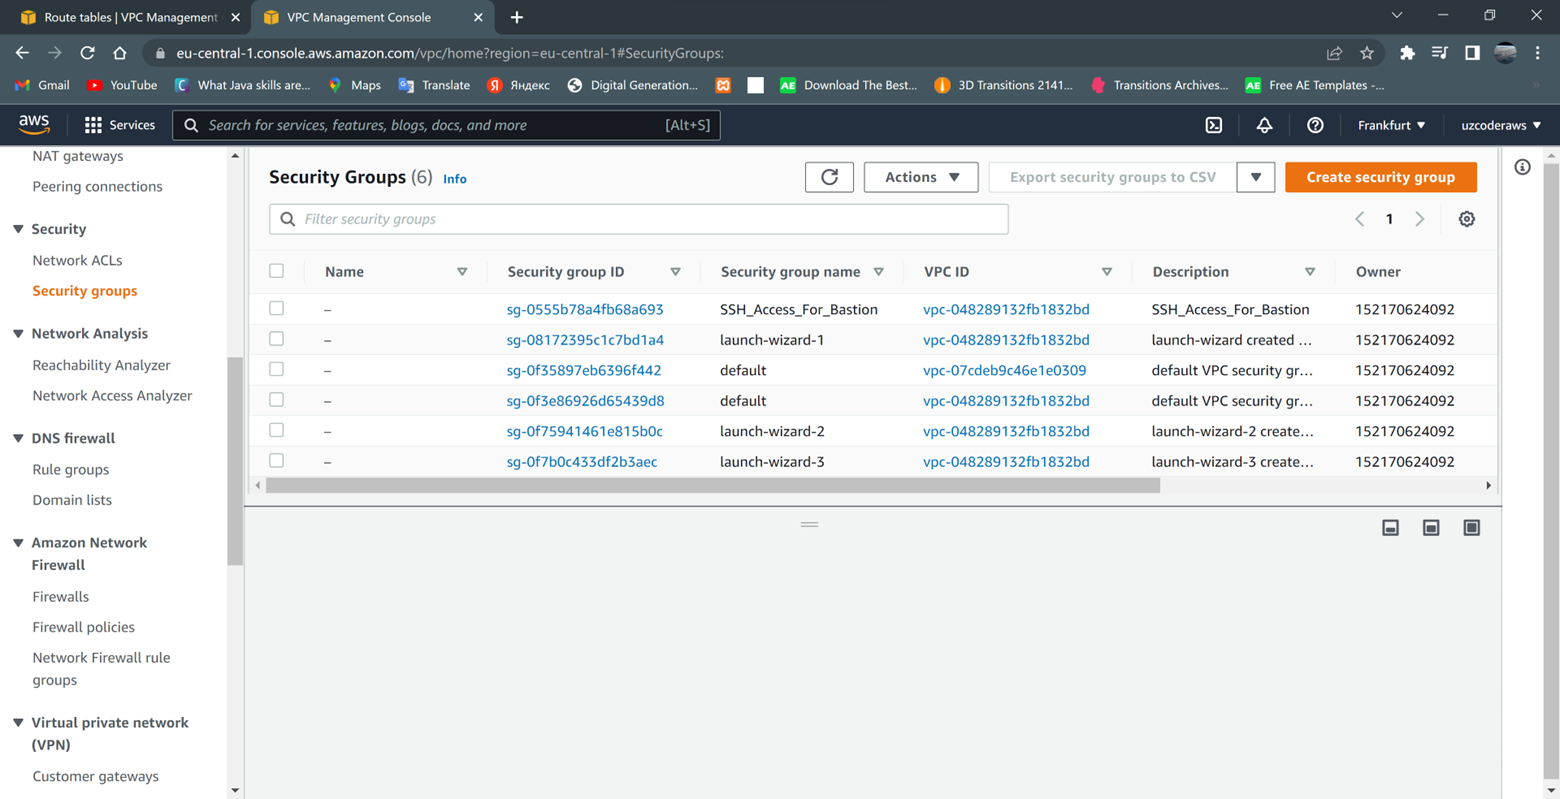 Route tables | VPC Management
VPC Management Console
eu-central-1.console.aws.amazon.com/vpc/home?region=eu-central-1#SecurityGroups:
Gmail
YouTube
What Java skills are...
Maps
Translate
Яндекс
Digital Generation...
AE Download The Best...
3D Transitions 2141...
Transitions Archives...
AE Free AE Templates -...
aws
Services
Search for services, features, blogs, docs, and more [Alt+S]
Frankfurt
uzcoderaws
NAT gateways
Peering connections
Security
Network ACLs
Security groups
Network Analysis
Reachability Analyzer
Network Access Analyzer
DNS firewall
Rule groups
Domain lists
Amazon Network
Firewall
Firewalls
Firewall policies
Network Firewall rule
groups
Virtual private network
(VPN)
Customer gateways
Security Groups (6) Info
Actions
Export security groups to CSV
Create security group
Filter security groups
1
Name Security group ID Security group name VPC ID Description Owner
– sg-0555b78a4fb68a693 SSH_Access_For_Bastion vpc-048289132fb1832bd SSH_Access_For_Bastion 152170624092
– sg-08172395c1c7bd1a4 launch-wizard-1 vpc-048289132fb1832bd launch-wizard created ... 152170624092
– sg-0f35897eb6396f442 default vpc-07cdeb9c46e1e0309 default VPC security gr... 152170624092
– sg-0f3e86926d65439d8 default vpc-048289132fb1832bd default VPC security gr... 152170624092
– sg-0f75941461e815b0c launch-wizard-2 vpc-048289132fb1832bd launch-wizard-2 create... 152170624092
– sg-0f7b0c433df2b3aec launch-wizard-3 vpc-048289132fb1832bd launch-wizard-3 create... 152170624092